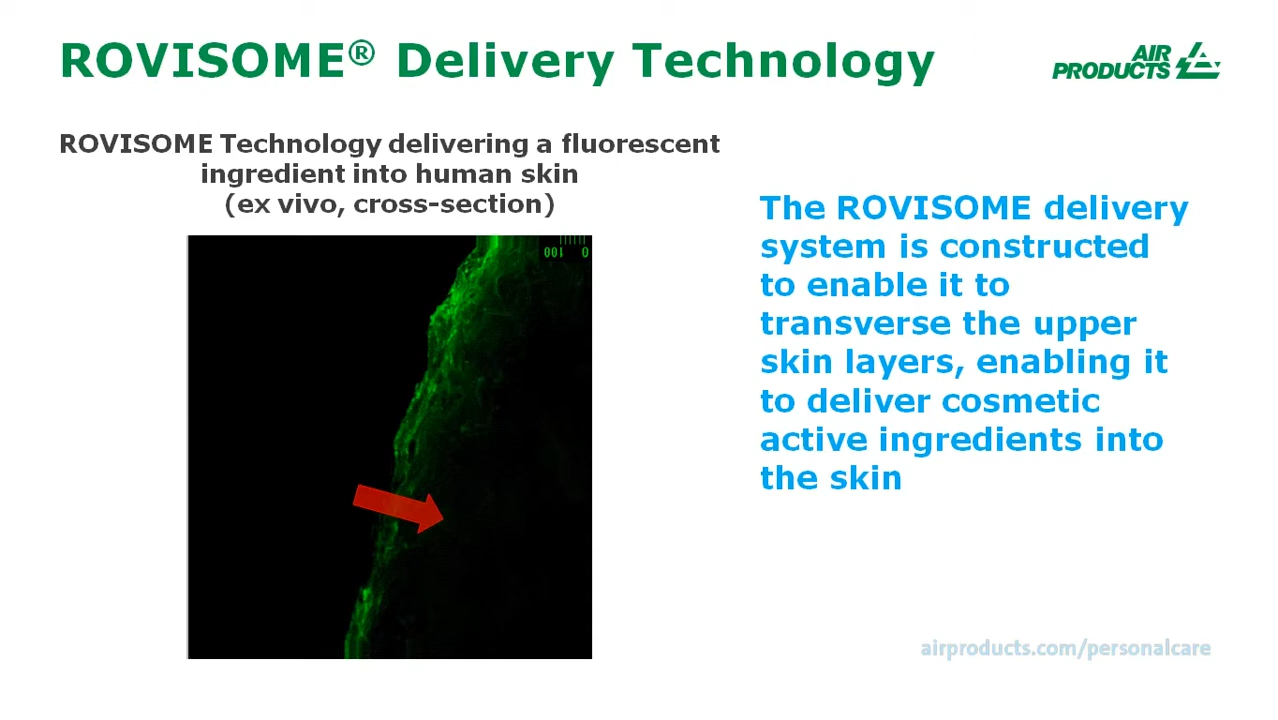 ROVISOME® Delivery Technology
AIR
PRODUCTS
ROVISOME Technology delivering a fluorescent
ingredient into human skin
(ex vivo, cross-section)
0 100
The ROVISOME delivery
system is constructed
to enable it to
transverse the upper
skin layers, enabling it
to deliver cosmetic
active ingredients into
the skin
airproducts.com/personalcare